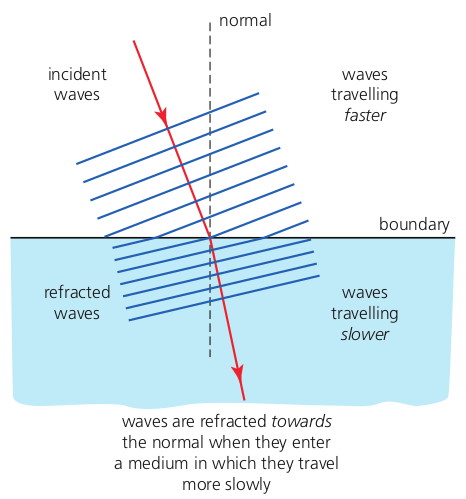 normal
incident
waves
waves
travelling
faster
boundary
refracted
waves
waves
travelling
slower
waves are refracted towards
the normal when they enter
a medium in which they travel
more slowly